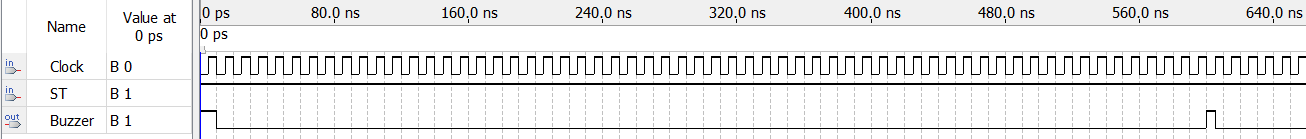 Name
Value at
0 ps
0 ps
80.0 ns
160.0 ns
240.0 ns
320.0 ns
400.0 ns
480.0 ns
560.0 ns
640.0 ns
0 ps
in
Clock
B 0
in
ST
B 1
out
Buzzer
B 1